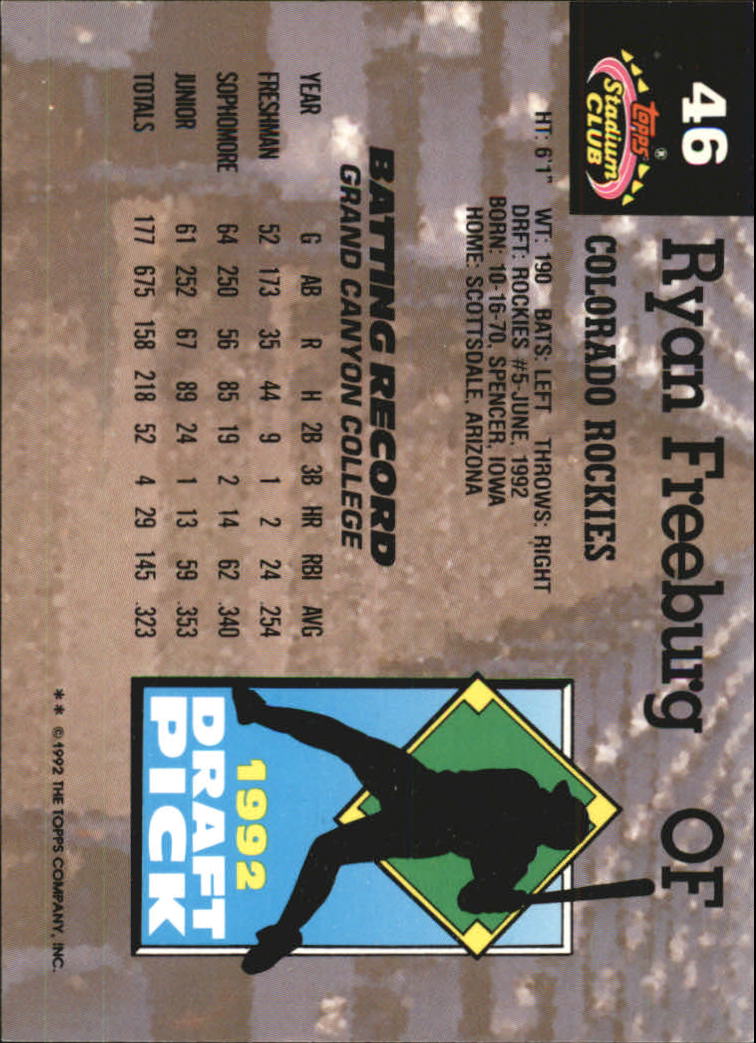 46
topps®
Stadium
CLUB
Ryan Freeburg OF
COLORADO ROCKIES
HT: 6'1" WT: 190 BATS: LEFT THROWS: RIGHT
DRFT: ROCKIES #5-JUNE, 1992
BORN: 10-16-70, SPENCER, IOWA
HOME: SCOTTSDALE, ARIZONA
BATTING RECORD
GRAND CANYON COLLEGE
YEAR G AB R H 2B 3B HR RBI AVG
FRESHMAN 52 173 35 44 9 1 2 24 .254
SOPHOMORE 64 250 56 85 19 2 14 62 .340
JUNIOR 61 252 67 89 24 1 13 59 .353
TOTALS 177 675 158 218 52 4 29 145 .323
1992
DRAFT
PICK
** ©1992 THE TOPPS COMPANY, INC.